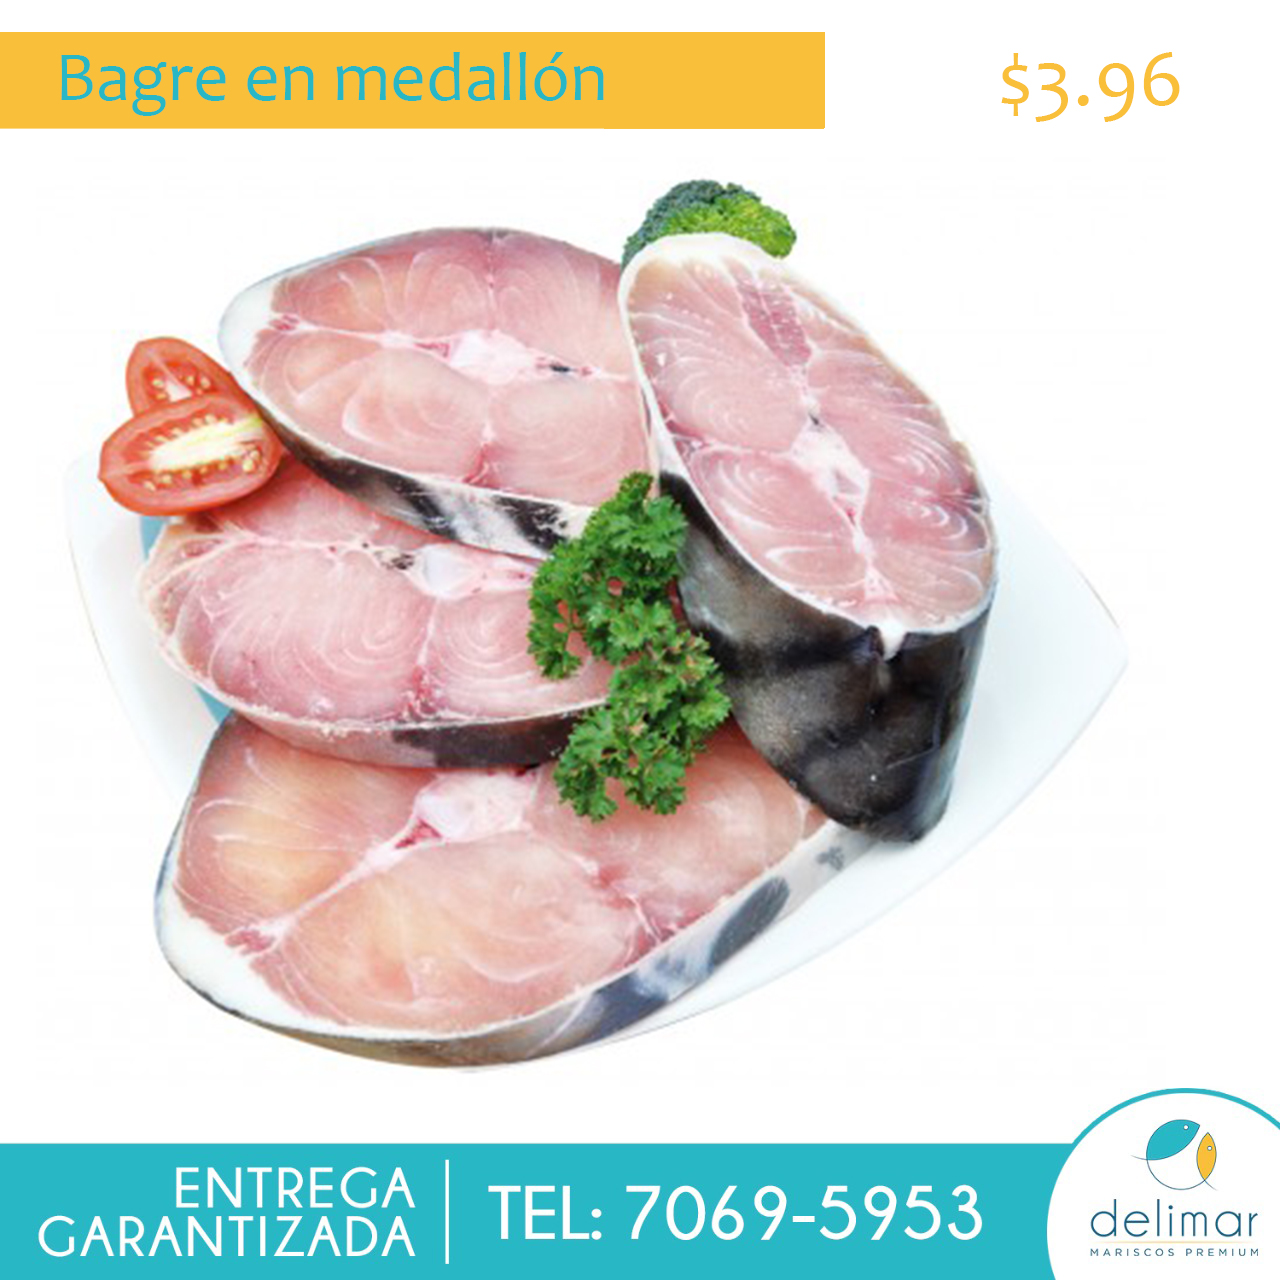 Bagre en medallón
$3.96
ENTREGA
GARANTIZADA
TEL: 7069-5953
delimar
MARISCOS PREMIUM